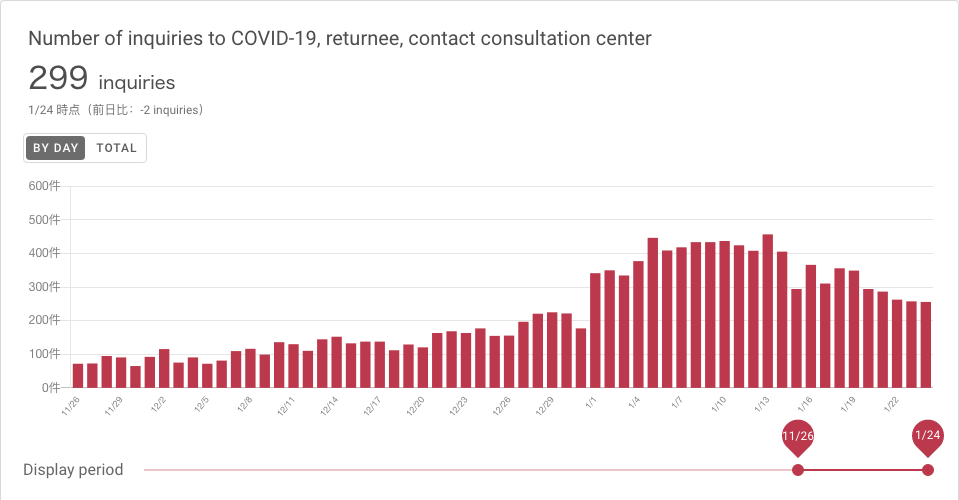 Number of inquiries to COVID-19, returnee, contact consultation center
299 inquiries
1/24 時点（前日比：-2 inquiries）
BY DAY TOTAL
600件
500件
400件
300件
200件
100件
0件
11/26 11/29 12/2 12/5 12/8 12/11 12/14 12/17 12/20 12/23 12/26 12/29 1/1 1/4 1/7 1/10 1/13 1/16 1/19 1/22
11/26 1/24
Display period